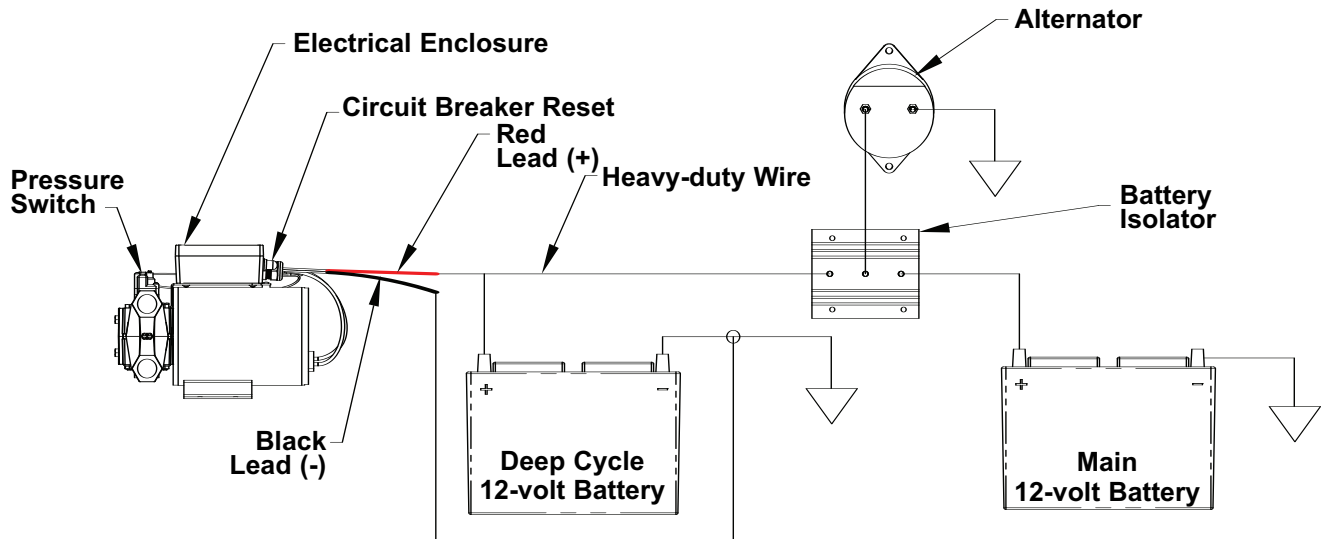 Alternator
Electrical Enclosure
Circuit Breaker Reset
Red
Lead (+)
Heavy-duty Wire
Pressure
Switch
Battery
Isolator
+
-
+
-
Black
Lead (-)
Deep Cycle
12-volt Battery
Main
12-volt Battery